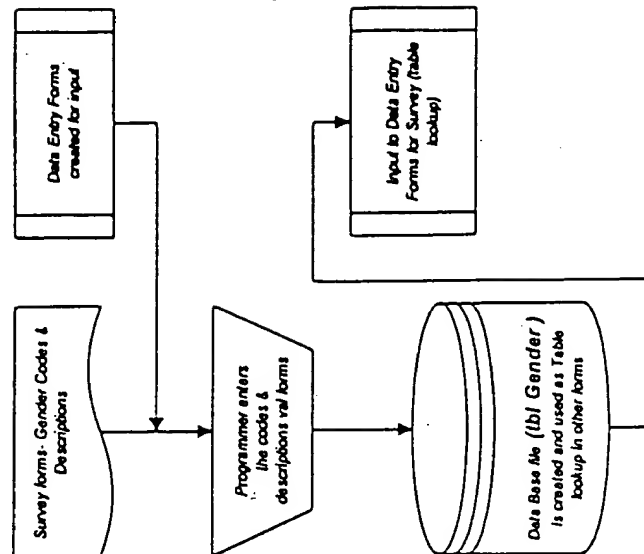 Survey forms- Gender Codes &
Descriptions
Data Entry Forms
created for input
Programmer enters
the codes &
descriptions val forms
Data Base file (tbl Gender)
is created and used as Table
lookup in other forms
Input to Data Entry
Forms for Survey (table
lookup)